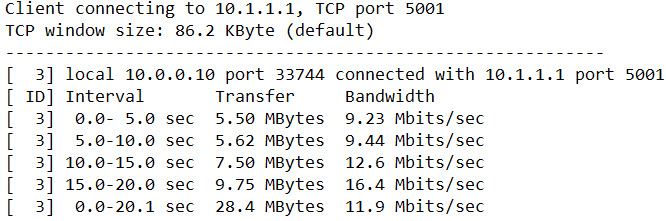 Client connecting to 10.1.1.1, TCP port 5001
TCP window size: 86.2 KByte (default)
------------------------------------------------------------
[  3] local 10.0.0.10 port 33744 connected with 10.1.1.1 port 5001
[ ID] Interval       Transfer     Bandwidth
[  3]  0.0- 5.0 sec  5.50 MBytes  9.23 Mbits/sec
[  3]  5.0-10.0 sec  5.62 MBytes  9.44 Mbits/sec
[  3] 10.0-15.0 sec  7.50 MBytes  12.6 Mbits/sec
[  3] 15.0-20.0 sec  9.75 MBytes  16.4 Mbits/sec
[  3]  0.0-20.1 sec  28.4 MBytes  11.9 Mbits/sec